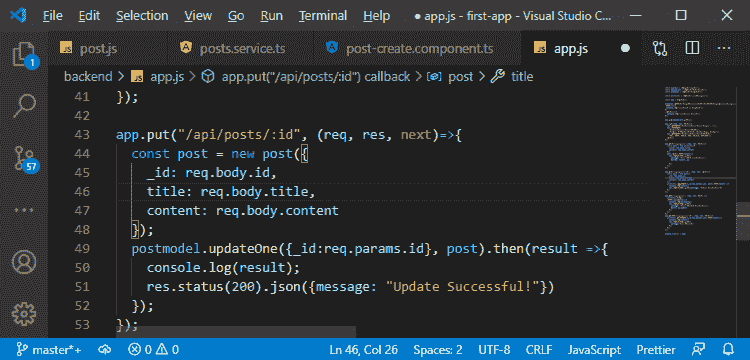 File Edit Selection View Go Run Terminal Help ● app.js - first-app - Visual Studio C...
JS post.js posts.service.ts post-create.component.ts JS app.js ●
backend > JS app.js > app.put("/api/posts/:id") callback > post > title
41 });
42
43 app.put("/api/posts/:id", (req, res, next)=>{
44 const post = new post({
45 _id: req.body.id,
46 title: req.body.title,
47 content: req.body.content
48 });
49 postmodel.updateOne({_id:req.params.id}, post).then(result =>{
50 console.log(result);
51 res.status(200).json({message: "Update Successful!"})
52 });
53 });
1
57
master*+ 0 0 Ln 46, Col 26 Spaces: 2 UTF-8 CRLF JavaScript Prettier